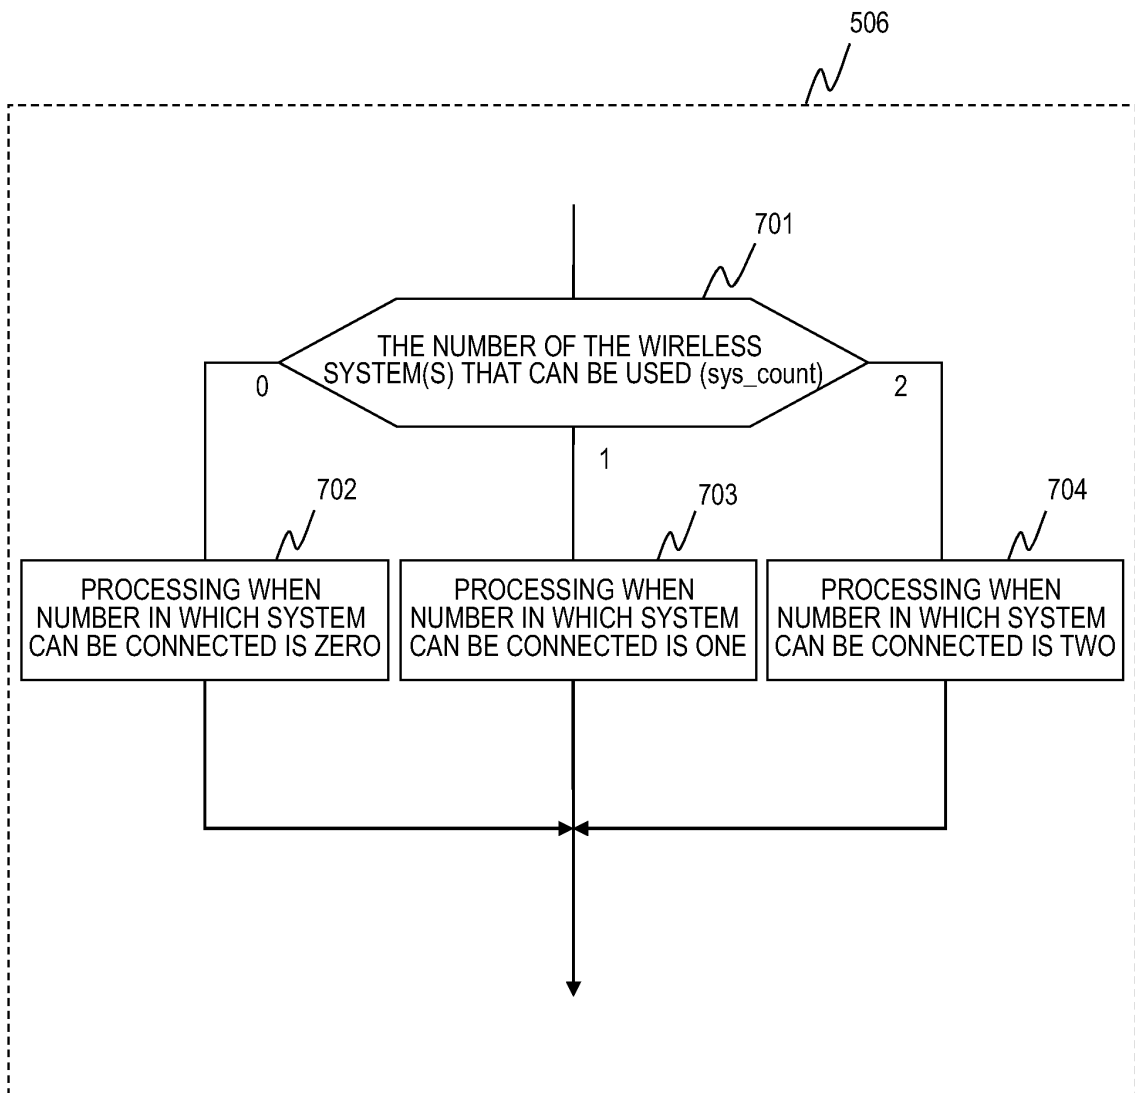 506
701
THE NUMBER OF THE WIRELESS
SYSTEM(S) THAT CAN BE USED (sys_count)
0
2
1
702
703
704
PROCESSING WHEN
NUMBER IN WHICH SYSTEM
CAN BE CONNECTED IS ZERO
PROCESSING WHEN
NUMBER IN WHICH SYSTEM
CAN BE CONNECTED IS ONE
PROCESSING WHEN
NUMBER IN WHICH SYSTEM
CAN BE CONNECTED IS TWO